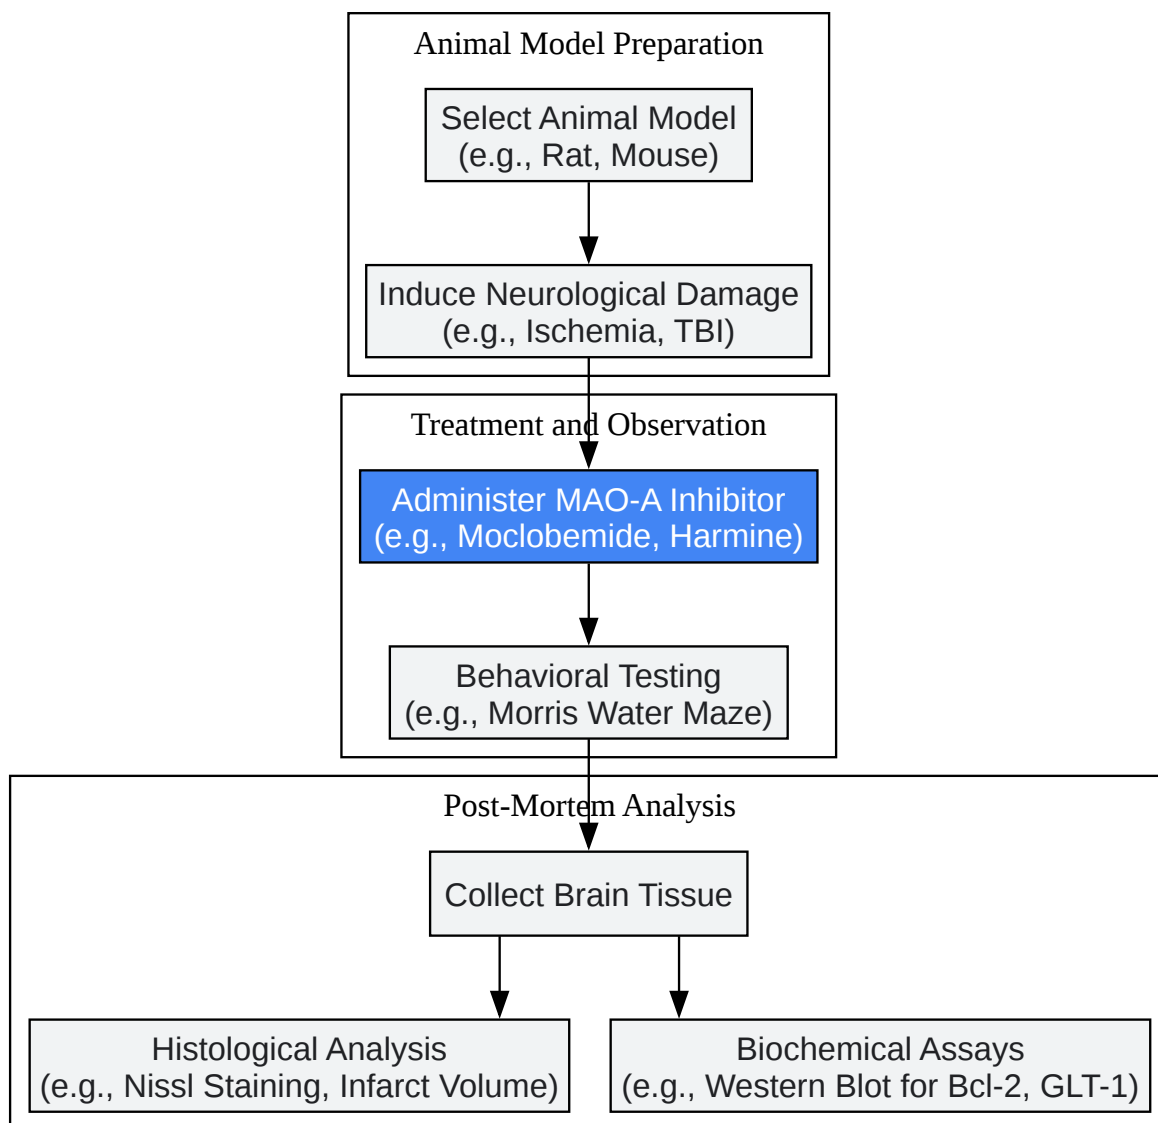 Animal Model Preparation
Select Animal Model
(e.g., Rat, Mouse)
Induce Neurological Damage
(e.g., Ischemia, TBI)
Treatment and Observation
Administer MAO-A Inhibitor
(e.g., Moclobemide, Harmine)
Behavioral Testing
(e.g., Morris Water Maze)
Post-Mortem Analysis
Collect Brain Tissue
Histological Analysis
(e.g., Nissl Staining, Infarct Volume)
Biochemical Assays
(e.g., Western Blot for Bcl-2, GLT-1)